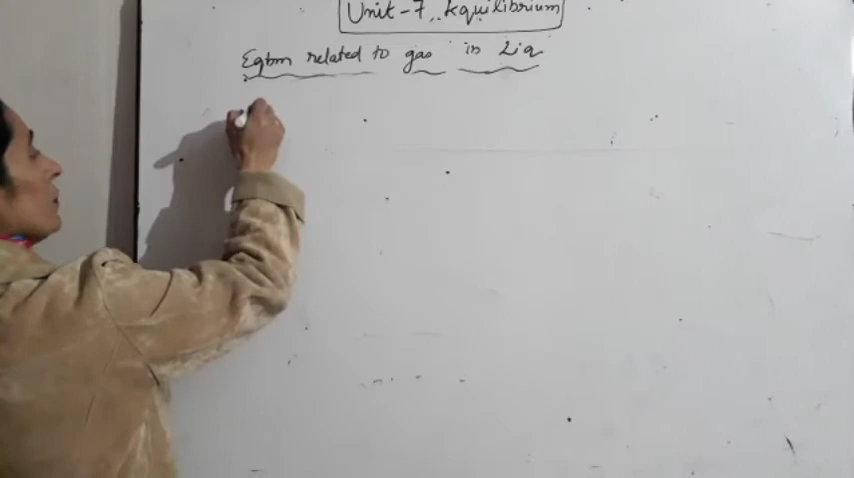 Unit-7, Equilibrium
Eqbm related to gas in Liq